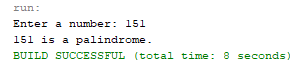 run:
Enter a number: 151
151 is a palindrome.
BUILD SUCCESSFUL (total time: 8 seconds)